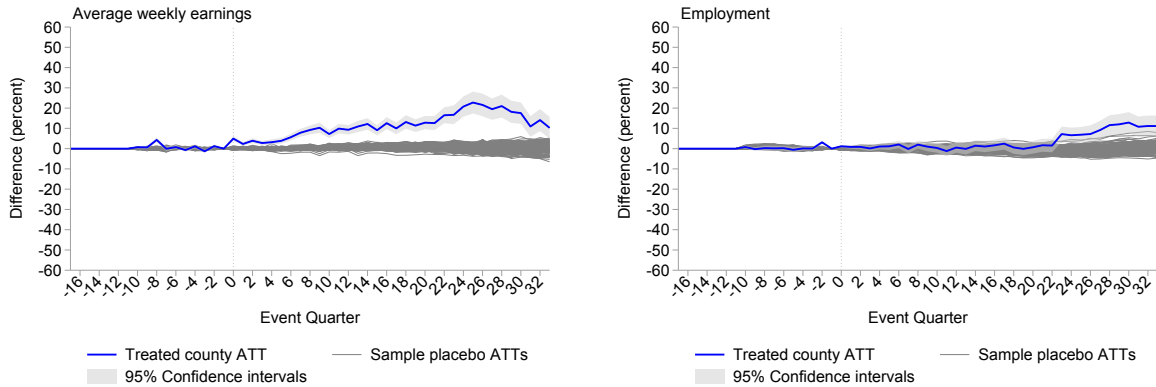 Average weekly earnings
60
50
40
30
20
10
0
-10
-20
-30
-40
-50
-60
Difference (percent)
-16 -14 -12 -10 -8 -6 -4 -2 0 2 4 6 8 10 12 14 16 18 20 22 24 26 28 30 32
Event Quarter
Treated county ATT
Sample placebo ATTs
95% Confidence intervals
Employment
60
50
40
30
20
10
0
-10
-20
-30
-40
-50
-60
Difference (percent)
-16 -14 -12 -10 -8 -6 -4 -2 0 2 4 6 8 10 12 14 16 18 20 22 24 26 28 30 32
Event Quarter
Treated county ATT
Sample placebo ATTs
95% Confidence intervals